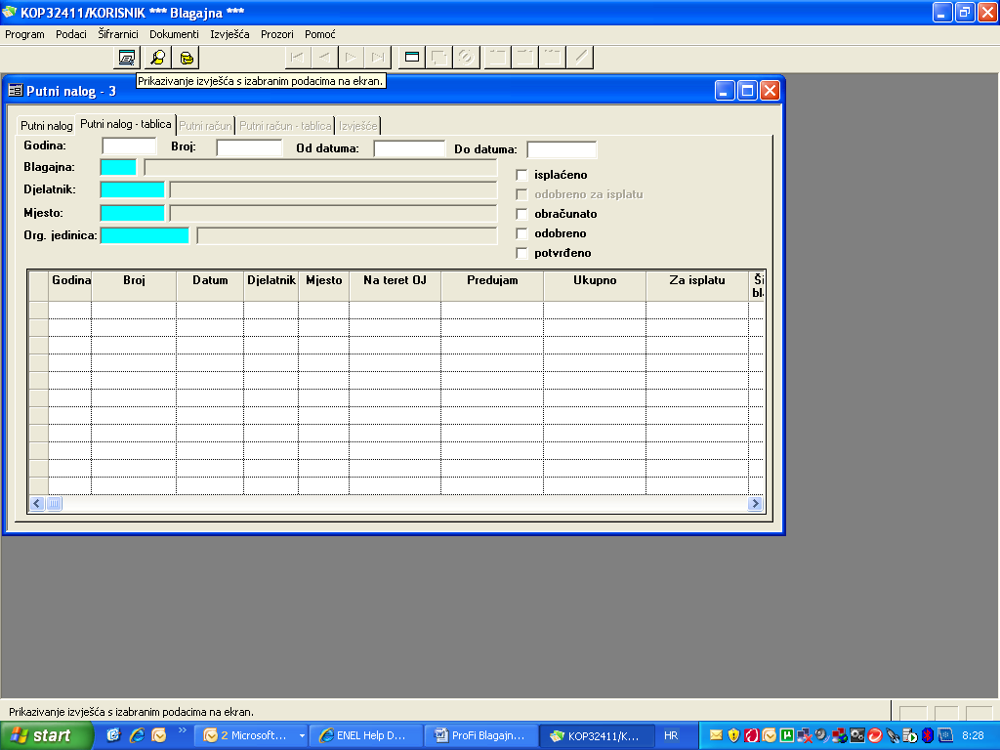 KOP32411/KORISNIK *** Blagajna ***
Program Podaci Šifrarnici Dokumenti Izvješća Prozori Pomoć
Prikazivanje izvješća s izabranim podacima na ekran.
Putni nalog - 3
Putni nalog Putni nalog - tablica Putni račun Putni račun - tablica Izvješće
Godina: Broj: Od datuma: Do datuma:
Blagajna:
isplaćeno
Djelatnik:
odobreno za isplatu
Mjesto:
obračunato
Org. jedinica:
odobreno
potvrđeno
Godina Broj Datum Djelatnik Mjesto Na teret OJ Predujam Ukupno Za isplatu Ši
bl
Prikazivanje izvješća s izabranim podacima na ekran.
start 2 Microsoft... ENEL Help D... ProFi Blagajn... KOP32411/K... HR 8:28